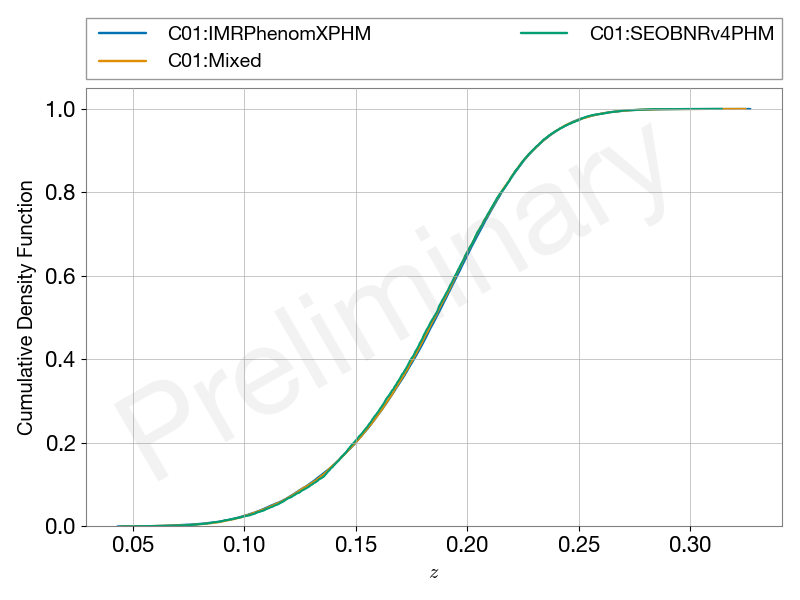 C01:IMRPhenomXPHM
C01:Mixed
C01:SEOBNRv4PHM
1.0
0.8
0.6
0.4
0.2
0.0
Cumulative Density Function
Preliminary
0.05 0.10 0.15 0.20 0.25 0.30
z